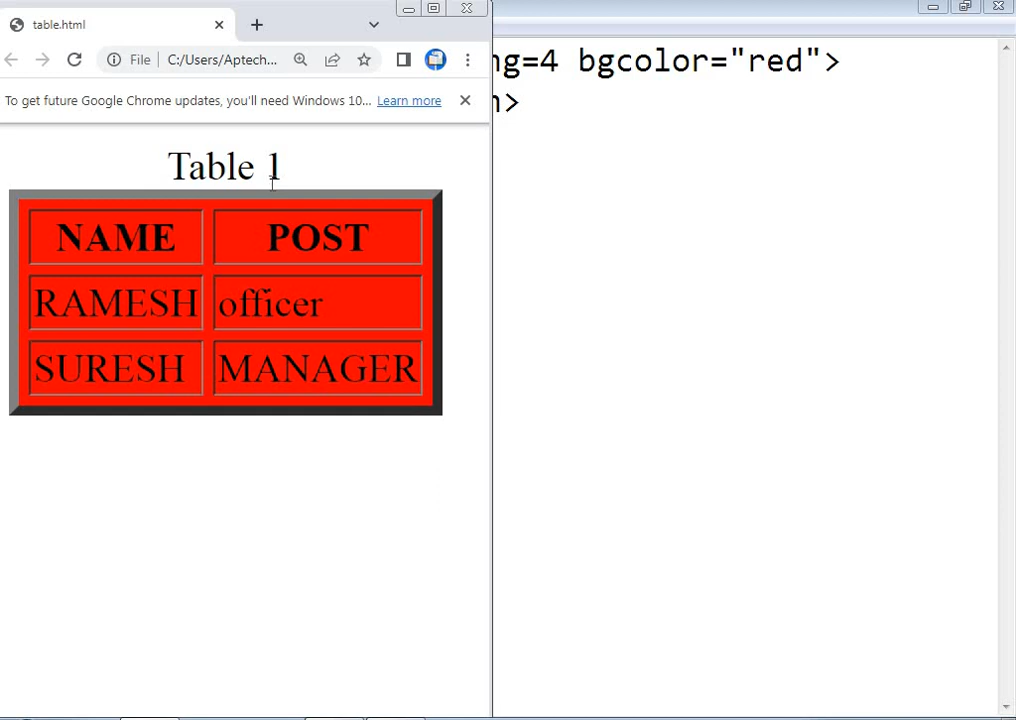 table.html
File
C:/Users/Aptech...
To get future Google Chrome updates, you'll need Windows 10... Learn more
Table 1
NAME POST
RAMESH officer
SURESH MANAGER
ng=4 bgcolor="red">
>